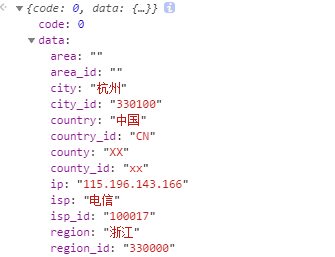 {code: 0, data: {…}}
code: 0
data:
area: ""
area_id: ""
city: "杭州"
city_id: "330100"
country: "中国"
country_id: "CN"
county: "XX"
county_id: "xx"
ip: "115.196.143.166"
isp: "电信"
isp_id: "100017"
region: "浙江"
region_id: "330000"